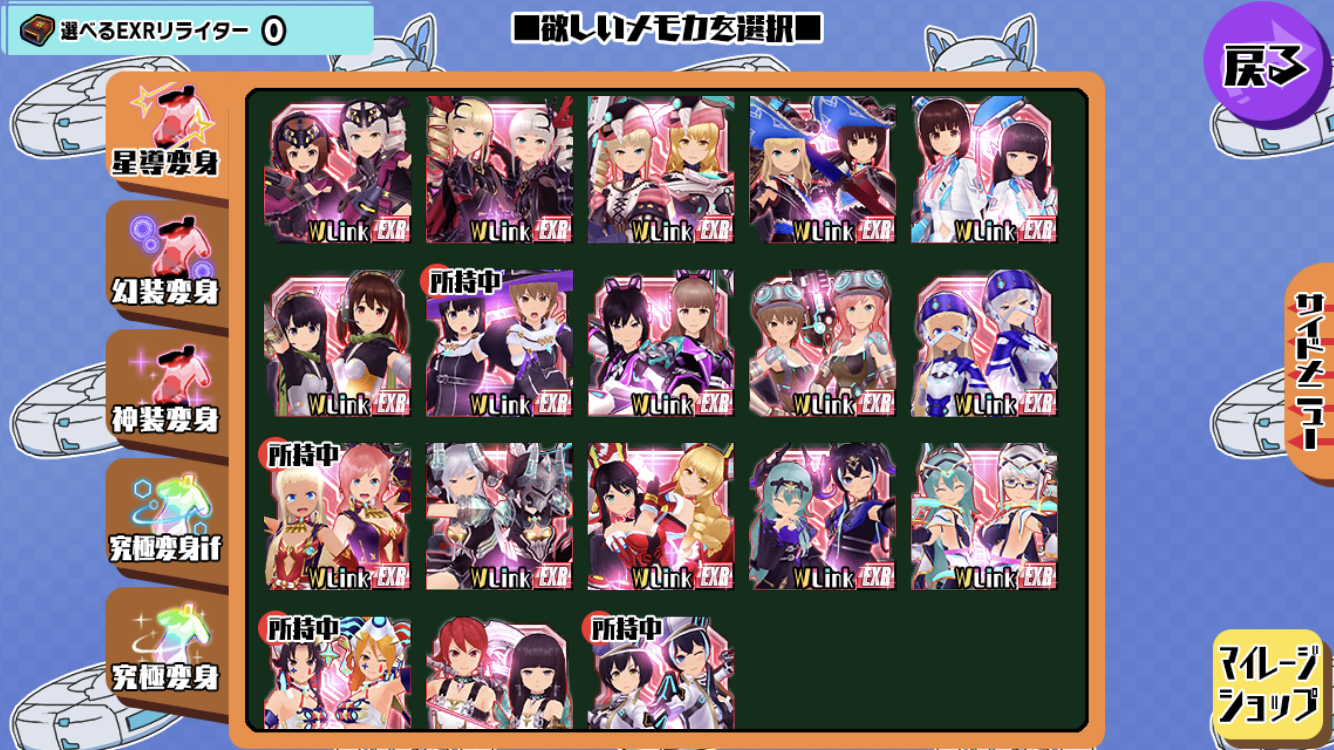 選べるEXRリライター 0
■欲しいメモカを選択■
戻る
星導変身
幻装変身
神装変身
究極変身if
究極変身
WLink EXR
WLink EXR
WLink EXR
WLink EXR
WLink EXR
所持中
WLink EXR
WLink EXR
WLink EXR
WLink EXR
WLink EXR
所持中
WLink EXR
WLink EXR
WLink EXR
WLink EXR
WLink EXR
所持中
所持中
サイドメニュー
マイレージ
ショップ